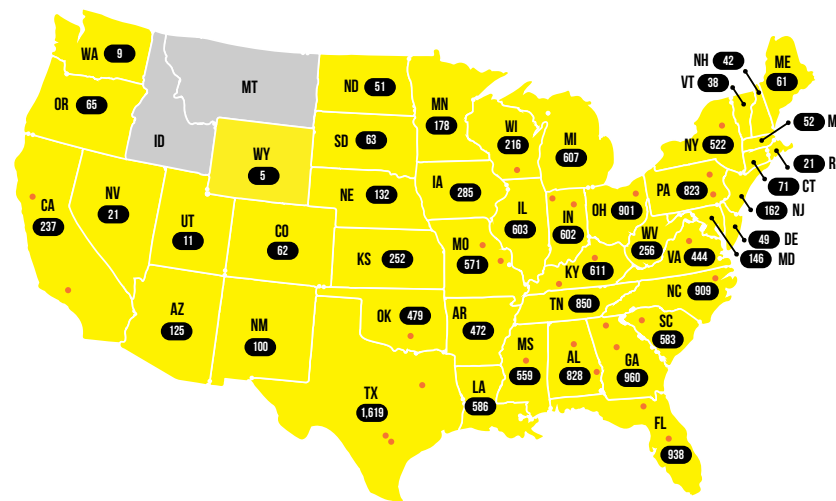 WA 9
MT
ND 51
NH 42
ME 61
VT 38
OR 65
MN 178
52 M
ID
SD 63
WI 216
MI 607
NY 522
21 R
WY 5
PA 823
71 CT
NE 132
IA 285
CA 237
NV 21
OH 901
162 NJ
IL 603
IN 602
UT 11
CO 62
WV 256
49 DE
MO 571
VA 444
146 MD
KS 252
KY 611
NC 909
TN 850
AZ 125
OK 479
AR 472
SC 583
NM 100
MS 559
AL 828
GA 960
TX 1,619
LA 586
FL 938